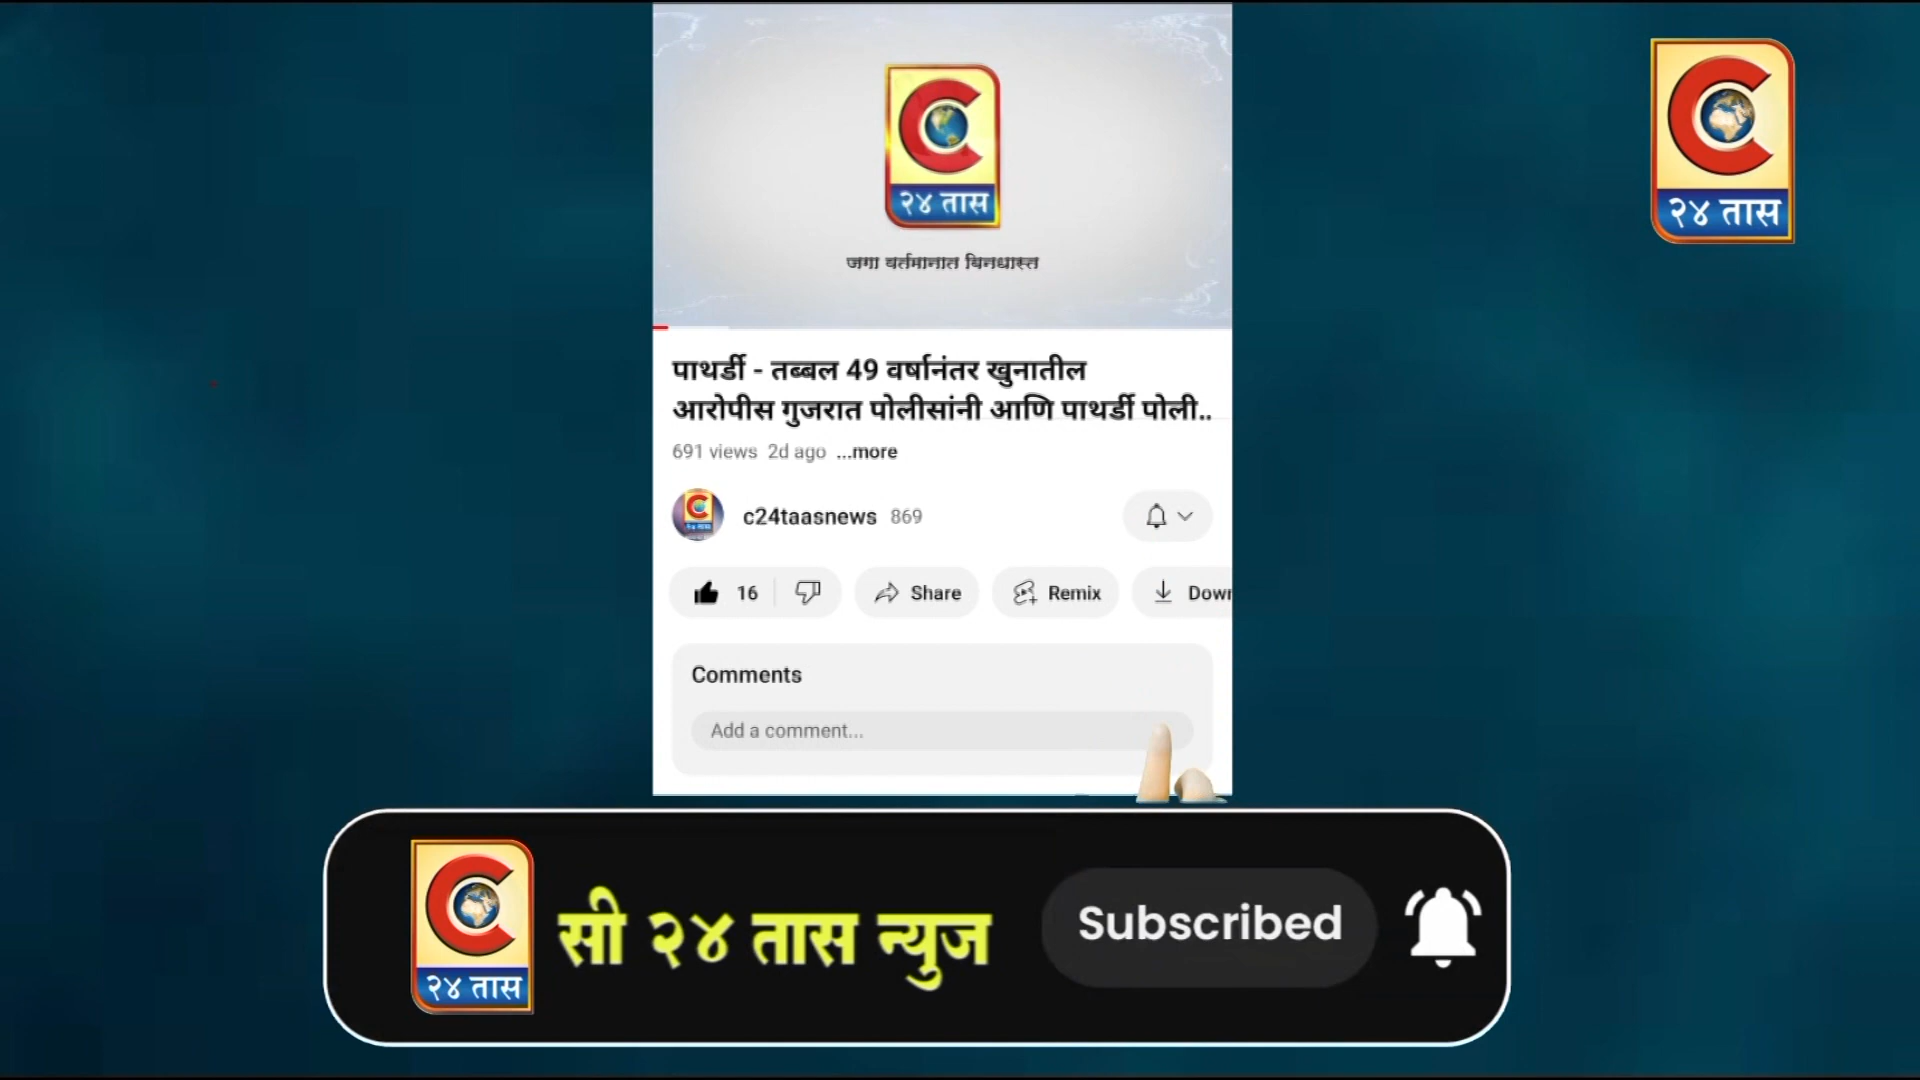 २४ तास
जगा वर्तमानात बिनधास्त
२४ तास
पाथर्डी - तब्बल 49 वर्षानंतर खुनातील
आरोपीस गुजरात पोलीसांनी आणि पाथर्डी पोली..
691 views 2d ago ...more
c24taasnews 869
16 Share Remix Down
Comments
Add a comment...
२४ तास
सी २४ तास न्युज
Subscribed